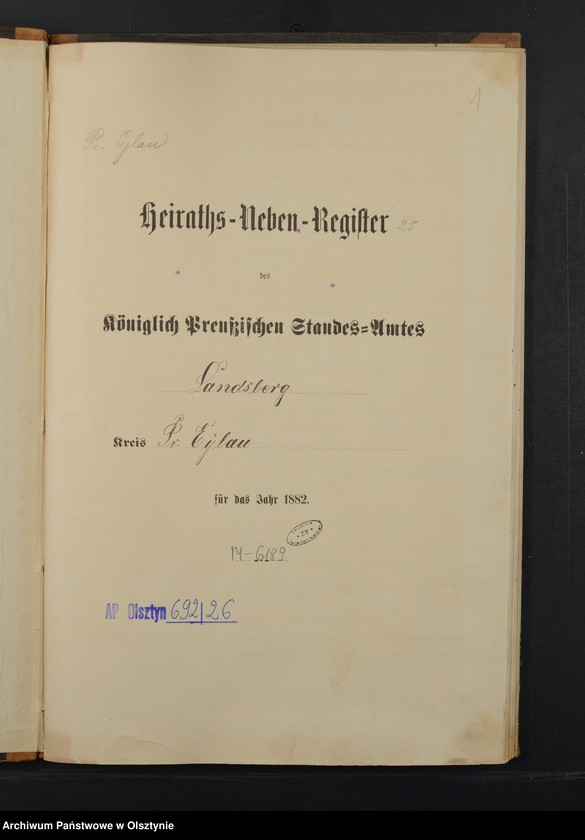 1
Pr. Eylau
Heiraths-Neben-Register 25
des
Königlich Preußischen Standes-Amtes
Landsberg
Kreis Pr. Eylau
für das Jahr 1882.
M-6189
AP Olsztyn 692/26
Archiwum Państwowe w Olsztynie